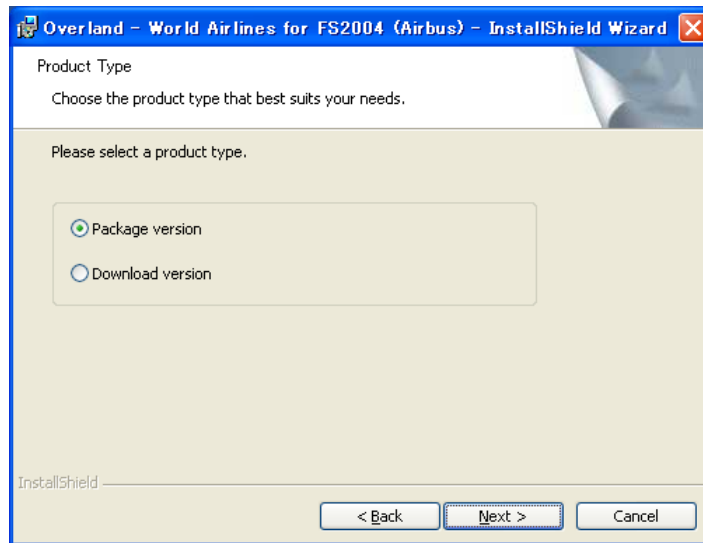 Overland - World Airlines for FS2004 (Airbus) - InstallShield Wizard
Product Type
Choose the product type that best suits your needs.
Please select a product type.
Package version
Download version
InstallShield
< Back
Next >
Cancel